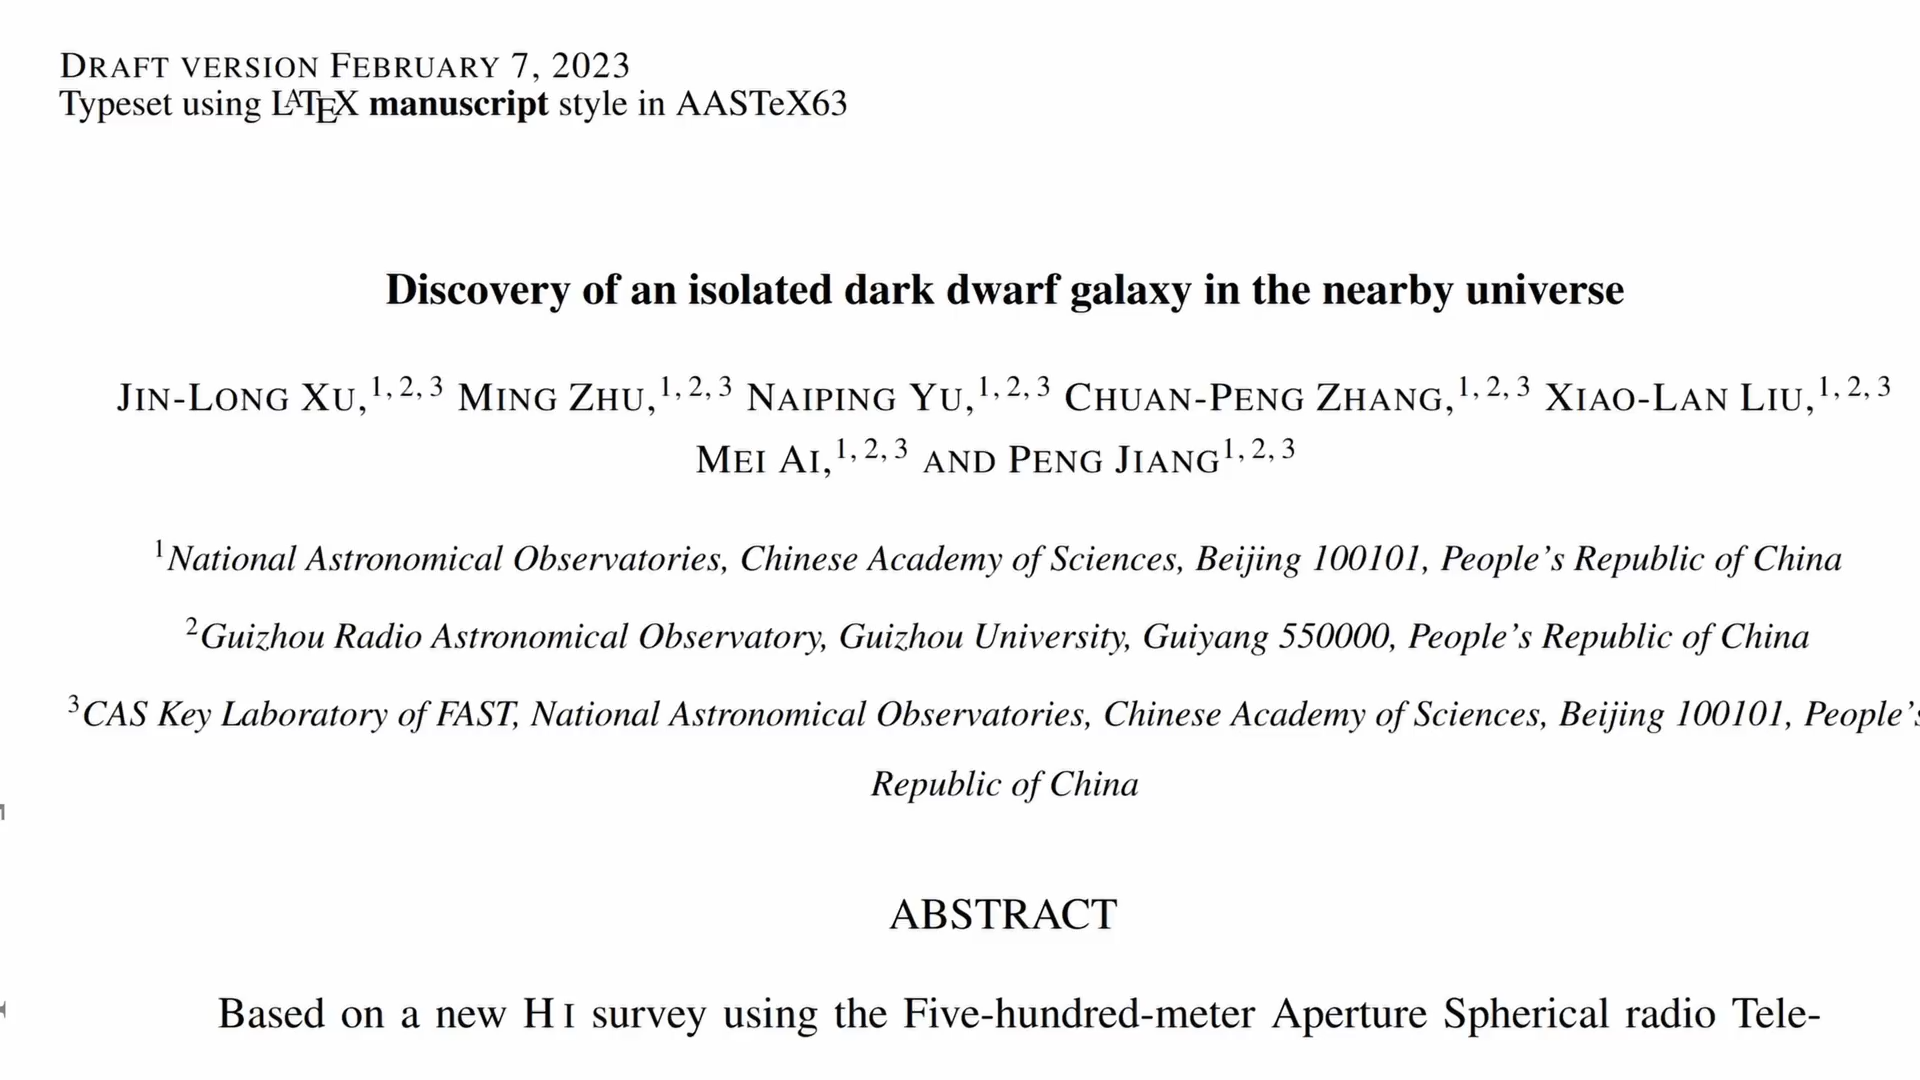 DRAFT VERSION FEBRUARY 7, 2023
Typeset using LATEX manuscript style in AASTeX63
Discovery of an isolated dark dwarf galaxy in the nearby universe
JIN-LONG XU,1, 2, 3 MING ZHU,1, 2, 3 NAIPING YU,1, 2, 3 CHUAN-PENG ZHANG,1, 2, 3 XIAO-LAN LIU,1, 2, 3
MEI AI,1, 2, 3 AND PENG JIANG1, 2, 3
1National Astronomical Observatories, Chinese Academy of Sciences, Beijing 100101, People's Republic of China
2Guizhou Radio Astronomical Observatory, Guizhou University, Guiyang 550000, People's Republic of China
3CAS Key Laboratory of FAST, National Astronomical Observatories, Chinese Academy of Sciences, Beijing 100101, People's
Republic of China
ABSTRACT
Based on a new H I survey using the Five-hundred-meter Aperture Spherical radio Tele-